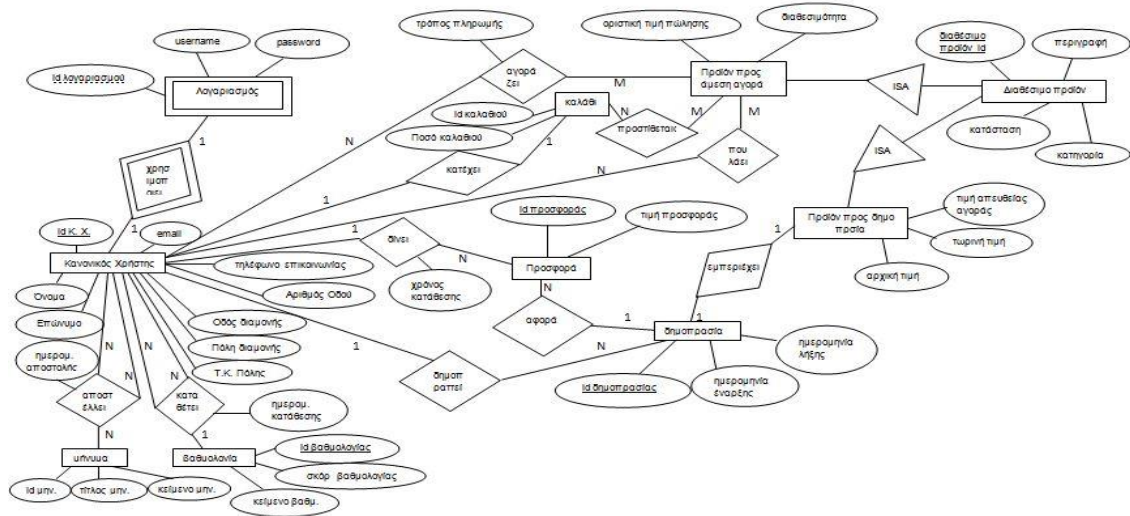 username
password
Id λογαριασμού
Λογαριασμός
τρόπος πληρωμής
οριστική τιμή πώλησης
διαθεσιμότητα
διαθέσιμο
προϊόν Id
περιγραφή
αγορά
ζει
M
Προϊόν προς
άμεση αγορά
ISA
Διαθέσιμο προϊόν
καλάθι
Id καλαθιού
Ποσό καλαθιού
N
M
M
προστίθεται
κατάσταση
κατηγορία
ISA
1
N
1
που
λάει
κατέχει
χρησ
ιμοπ
οιεί
1
N
1
Id Κ. Χ.
email
Κανονικός Χρήστης
1
δίνει
N
Id προσφοράς
τιμή προσφοράς
Προσφορά
Προϊόν προς δημο
πρσία
τιμή απευθείας
αγοράς
τωρινή τιμή
αρχική τιμή
1
εμπεριέχει
1
τηλέφωνο επικοινωνίας
Αριθμός Οδού
χρόνος
κατάθεσης
N
αφορά
1
δημοπρασία
ημερομηνία
λήξης
Όνομα
Επώνυμο
Οδός διαμονής
Πόλη διαμονής
Τ.Κ. Πόλης
ημερομ.
αποστολής
N
N
N
1
N
δημοπ
ραττεί
Id δημοπρασίας
ημερομηνία
έναρξης
αποστ
έλλει
κατα
θέτει
ημερομ.
κατάθεσης
N
1
μήνυμα
βαθμολογία
Id βαθμολογίας
σκόρ βαθμολογίας
κείμενο βαθμ.
id μην.
τίτλος μην.
κείμενο μην.